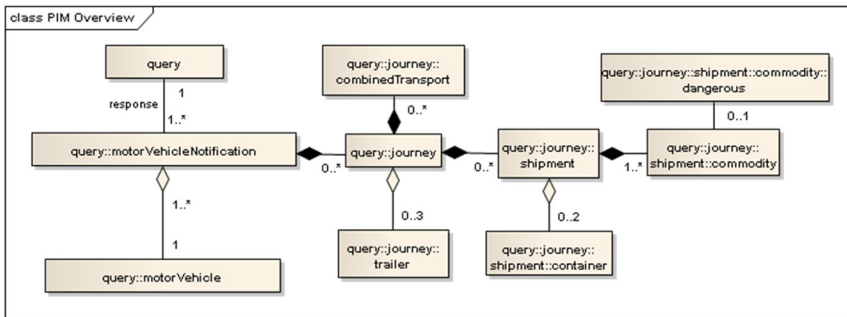 class PIM Overview
query
1
response
1..*
query::motorVehicleNotification
1..*
1
query::motorVehicle
query::journey::
combinedTransport
0..*
0..*
query::journey
0..3
query::journey::
trailer
0..*
query::journey::
shipment
0..2
query::journey::
shipment::container
query::journey::shipment::commodity::
dangerous
0..1
1..*
query::journey::
shipment::commodity